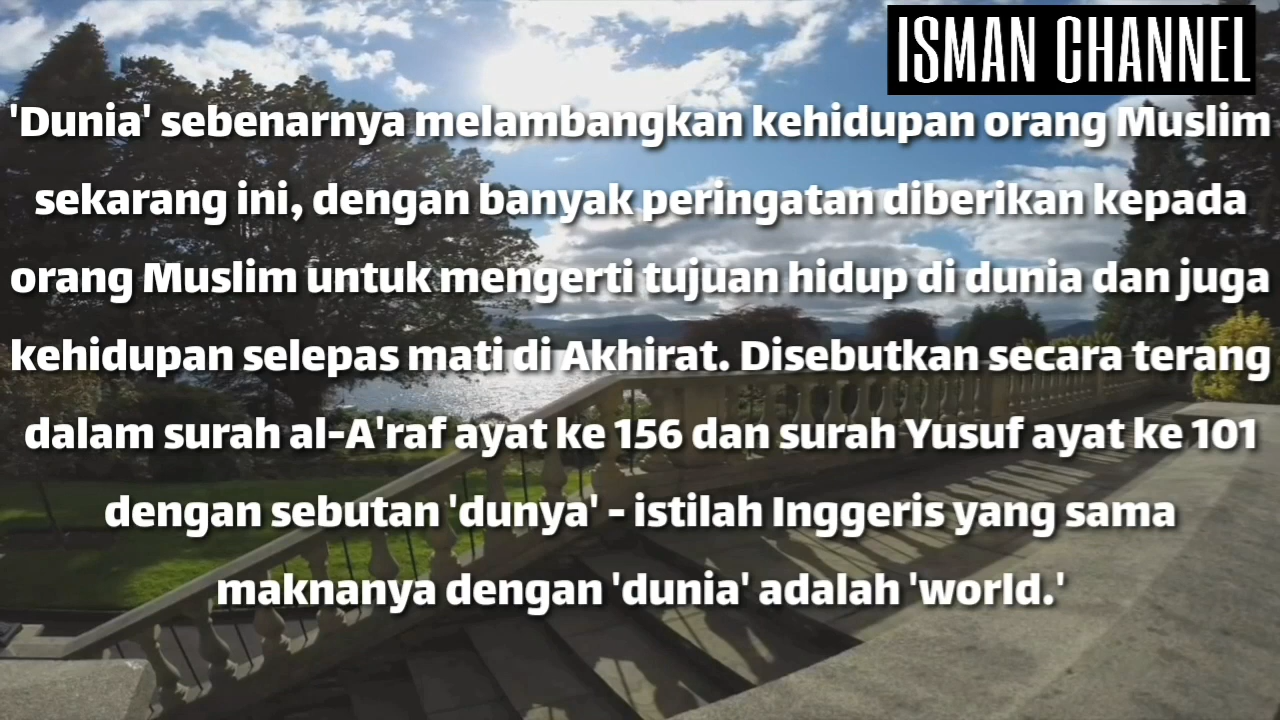 ISMAN CHANNEL
'Dunia' sebenarnya melambangkan kehidupan orang Muslim
sekarang ini, dengan banyak peringatan diberikan kepada
orang Muslim untuk mengerti tujuan hidup di dunia dan juga
kehidupan selepas mati di Akhirat. Disebutkan secara terang
dalam surah al-A'raf ayat ke 156 dan surah Yusuf ayat ke 101
dengan sebutan 'dunya' - istilah Inggeris yang sama
maknanya dengan 'dunia' adalah 'world.'